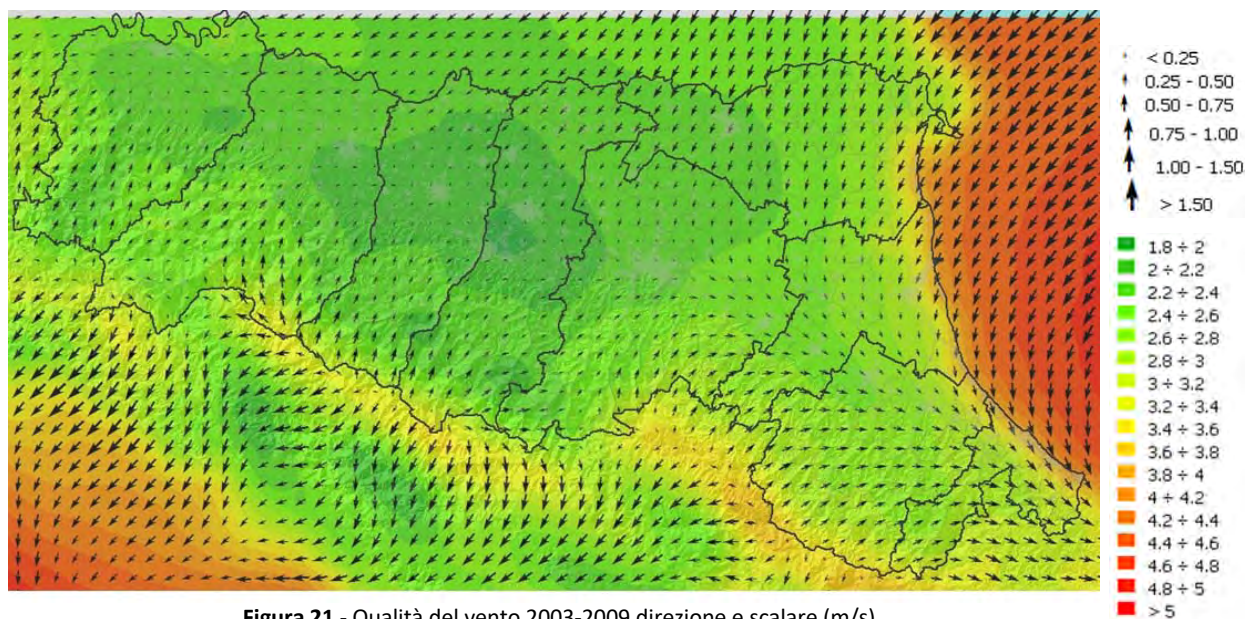 < 0.25
0.25 - 0.50
0.50 - 0.75
0.75 - 1.00
1.00 - 1.50
> 1.50
1.8 ÷ 2
2 ÷ 2.2
2.2 ÷ 2.4
2.4 ÷ 2.6
2.6 ÷ 2.8
2.8 ÷ 3
3 ÷ 3.2
3.2 ÷ 3.4
3.4 ÷ 3.6
3.6 ÷ 3.8
3.8 ÷ 4
4 ÷ 4.2
4.2 ÷ 4.4
4.4 ÷ 4.6
4.6 ÷ 4.8
4.8 ÷ 5
> 5
Figura 21 - Qualità del vento 2003-2009 direzione e scalare (m/s)